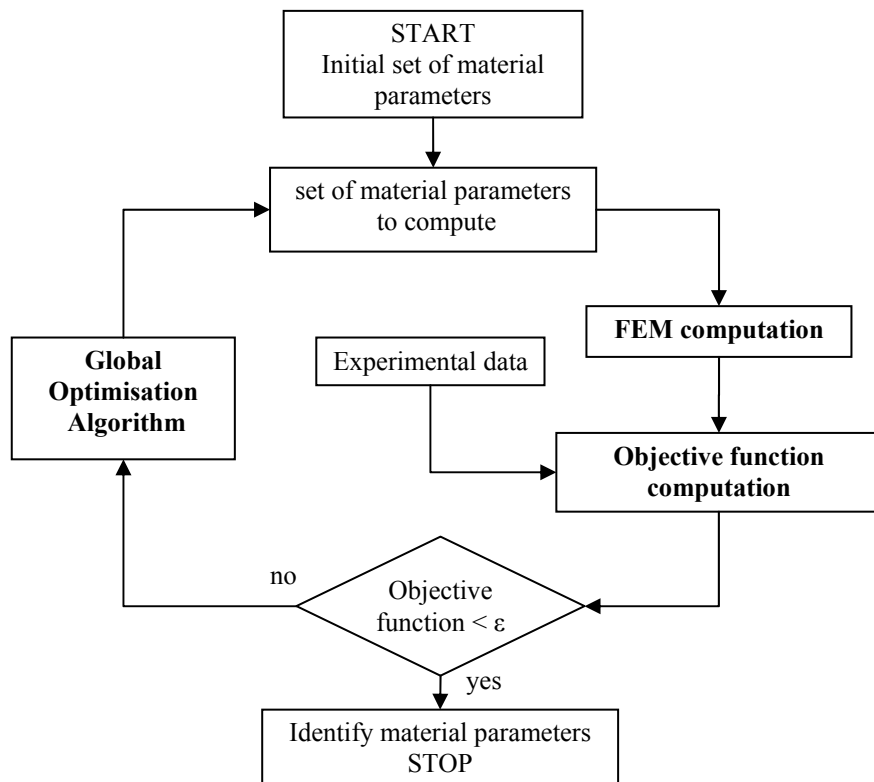 START
Initial set of material
parameters
set of material parameters
to compute
FEM computation
Global
Optimisation
Algorithm
Experimental data
Objective function
computation
no
Objective
function < ε
yes
Identify material parameters
STOP